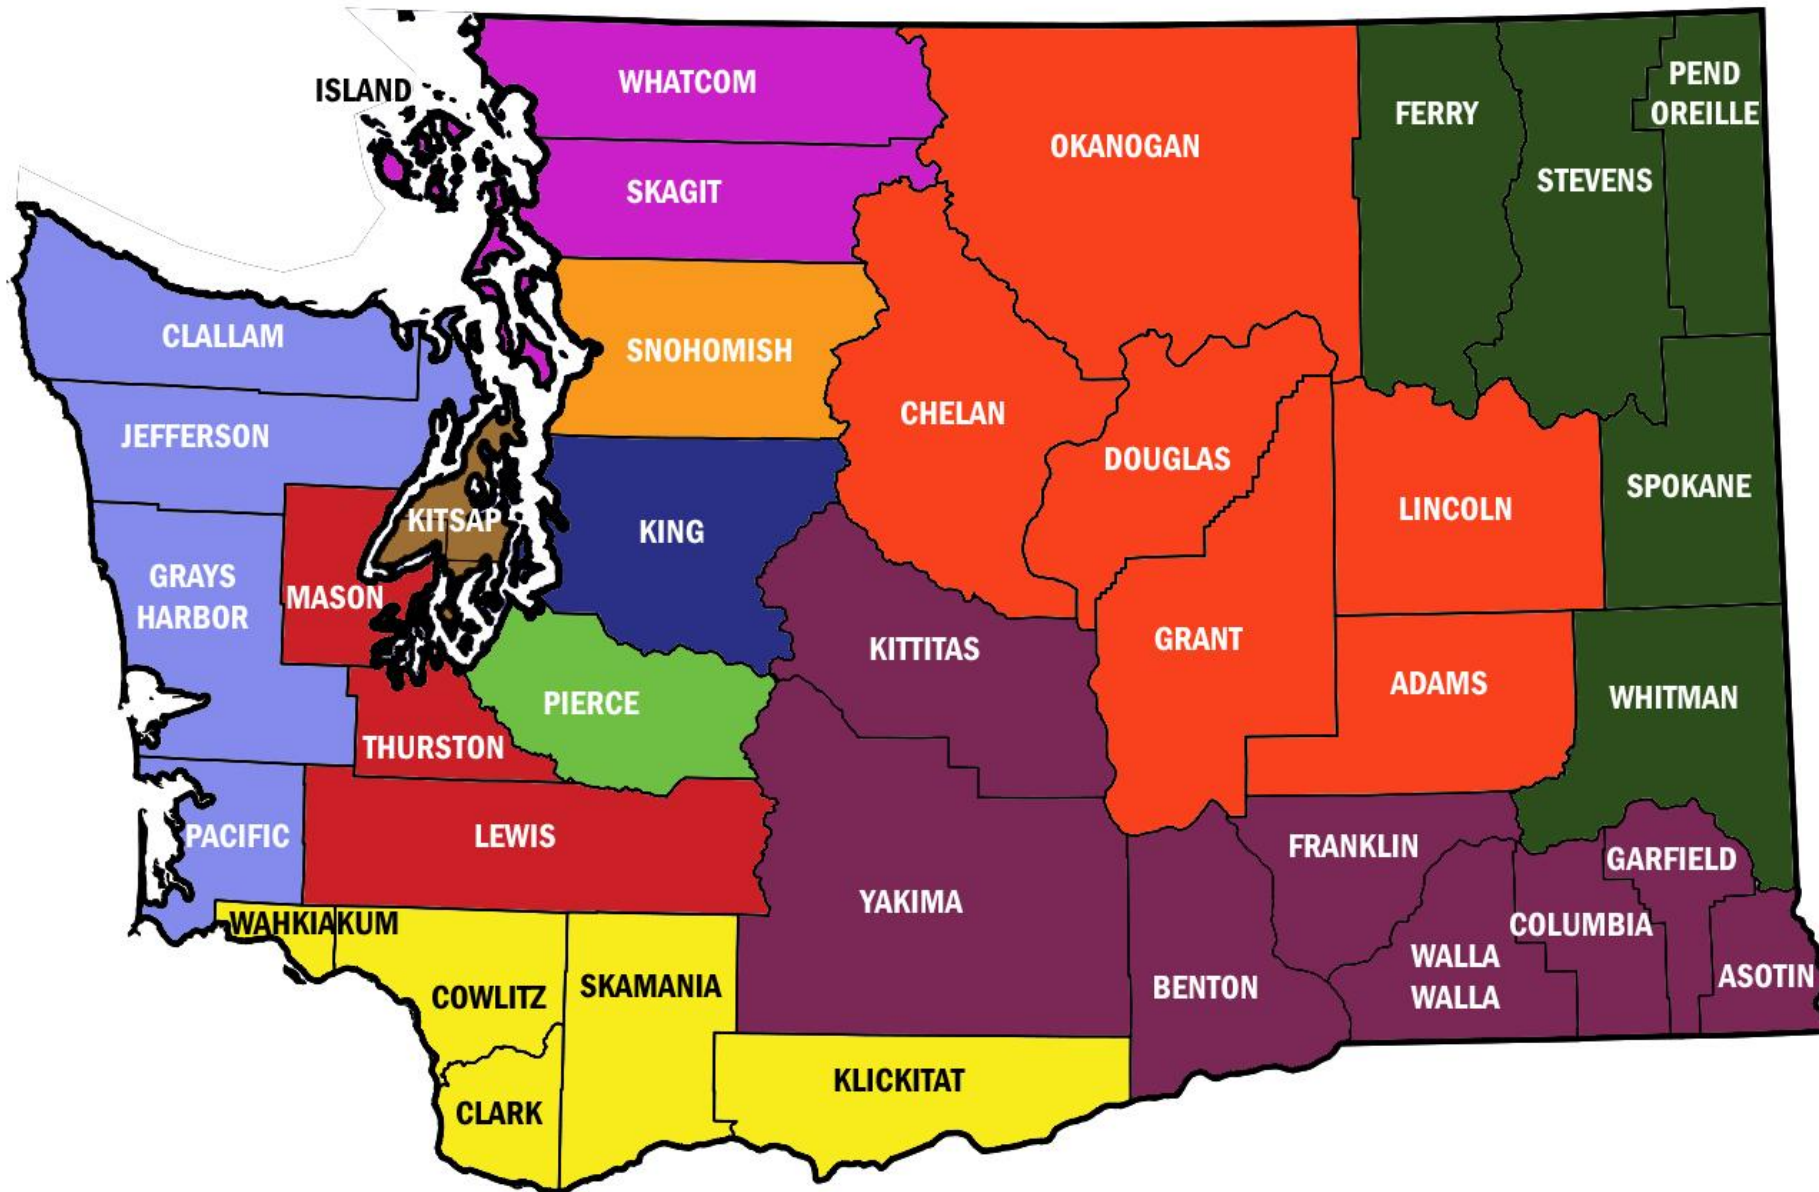 ISLAND
WHATCOM
PEND
OREILLE
FERRY
OKANOGAN
STEVENS
SKAGIT
CLALLAM
SNOHOMISH
CHELAN
JEFFERSON
DOUGLAS
SPOKANE
LINCOLN
KITSAP
KING
GRAYS
HARBOR
MASON
GRANT
KITTITAS
ADAMS
WHITMAN
PIERCE
THURSTON
PACIFIC
LEWIS
FRANKLIN
GARFIELD
YAKIMA
WAHKIAKUM
COLUMBIA
WALLA
WALLA
ASOTIN
SKAMANIA
BENTON
COWLITZ
KLICKITAT
CLARK